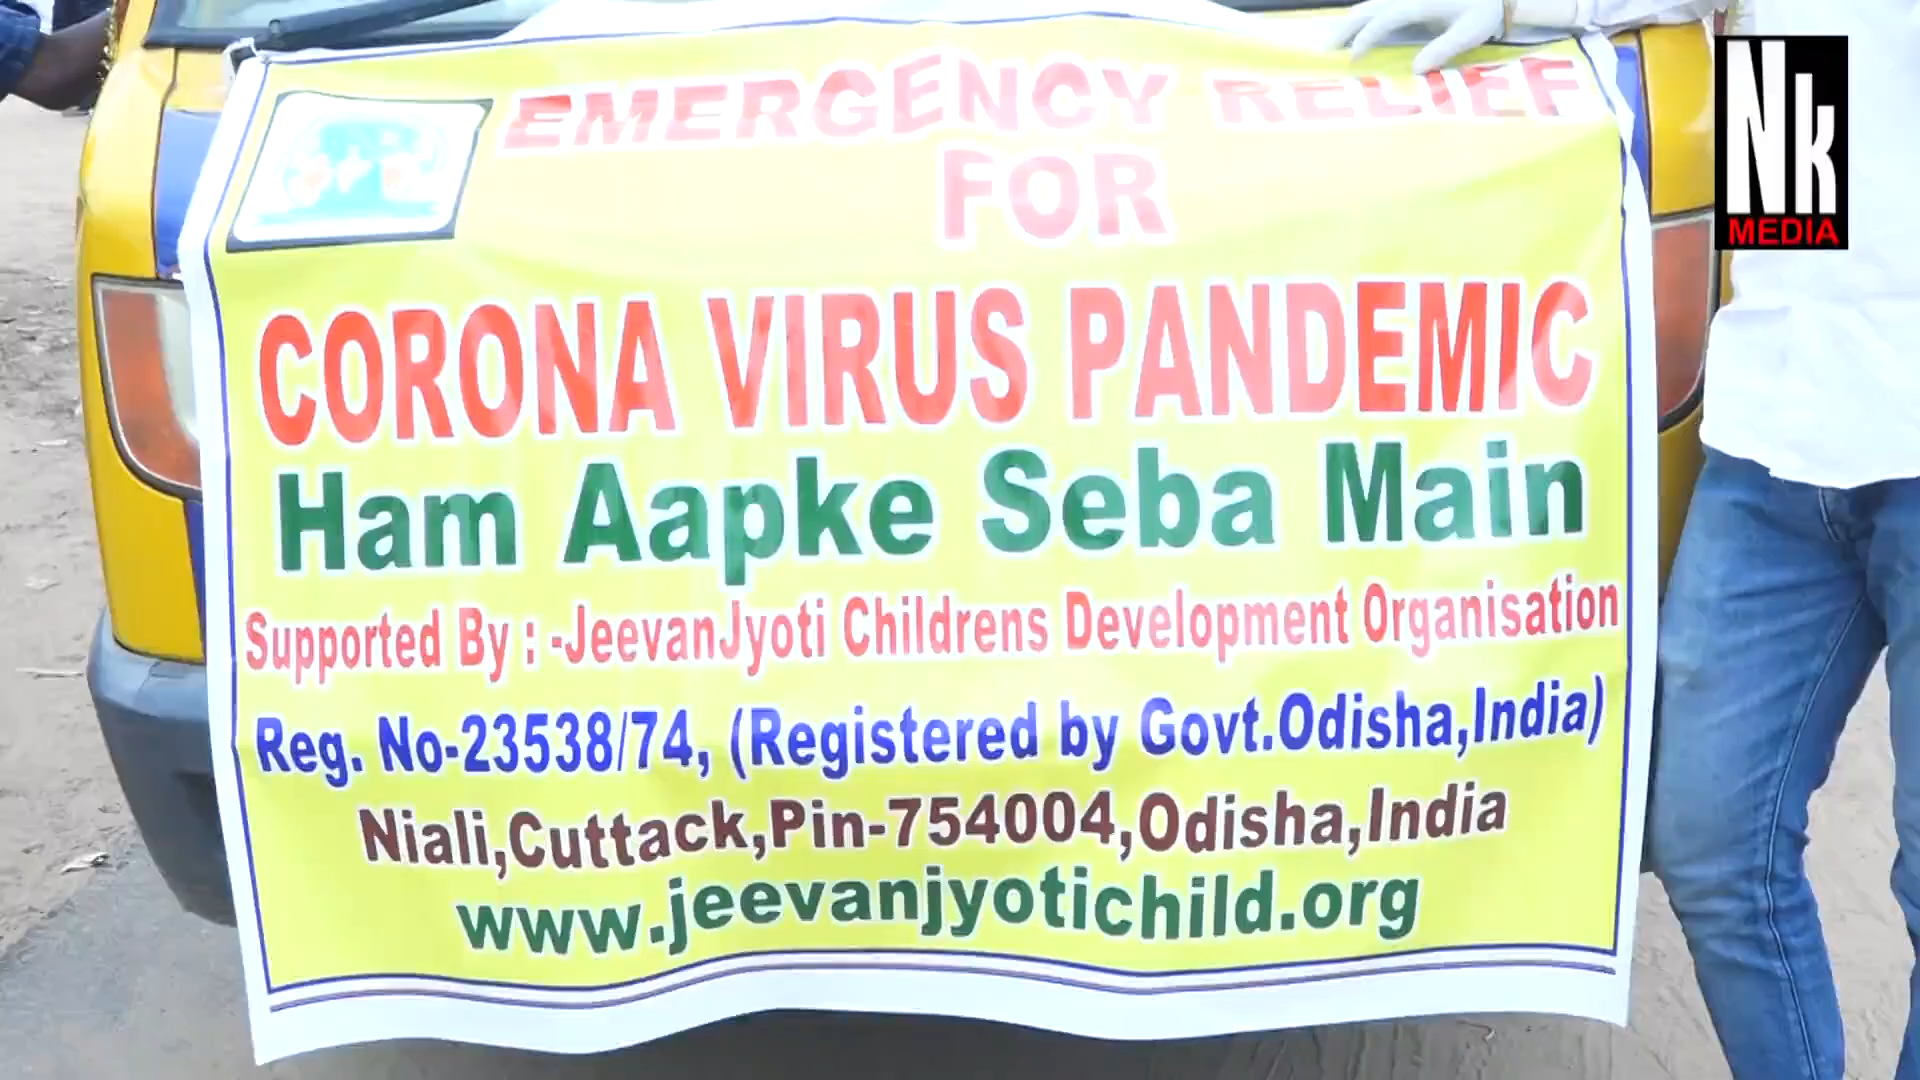 EMERGENCY RELIEF
FOR
CORONA VIRUS PANDEMIC
Ham Aapke Seba Main
Supported By : -JeevanJyoti Childrens Development Organisation
Reg. No-23538/74, (Registered by Govt.Odisha,India)
Niali,Cuttack,Pin-754004,Odisha,India
www.jeevanjyotichild.org
Nk
MEDIA